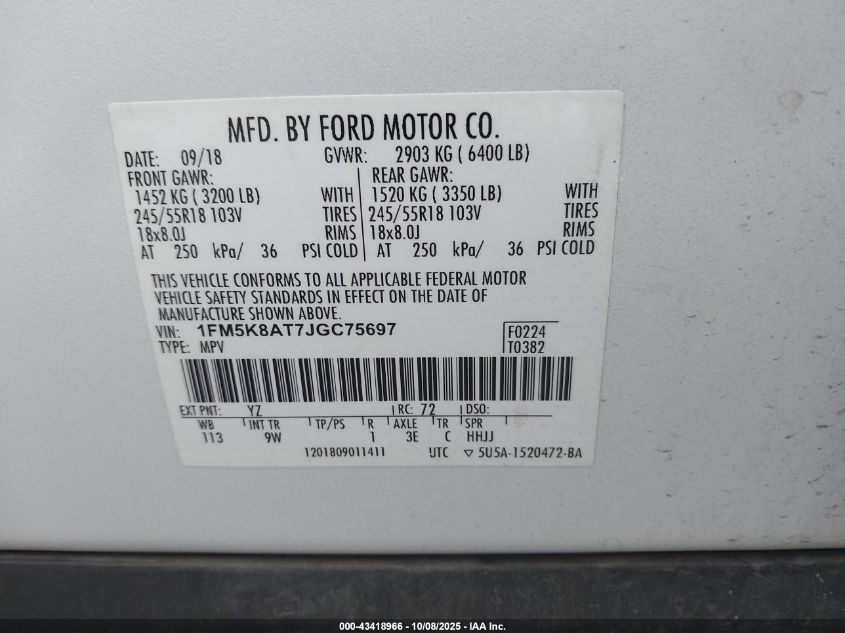 MFD. BY FORD MOTOR CO.
DATE: 09/18 GVWR: 2903 KG ( 6400 LB)
FRONT GAWR: REAR GAWR:
1452 KG ( 3200 LB) WITH 1520 KG ( 3350 LB) WITH
245/55R18 103V TIRES 245/55R18 103V TIRES
18x8.0J RIMS 18x8.0J RIMS
AT 250 kPa/ 36 PSI COLD AT 250 kPa/ 36 PSI COLD
THIS VEHICLE CONFORMS TO ALL APPLICABLE FEDERAL MOTOR
VEHICLE SAFETY STANDARDS IN EFFECT ON THE DATE OF
MANUFACTURE SHOWN ABOVE.
VIN: 1FM5K8AT7JGC75697 F0224
TYPE: MPV T0382
EXT PNT: YZ RC: 72 DSO:
WB INT TR TP/PS R AXLE TR SPR
113 9W 1 3E C HHJJ
1201809011411 UTC ▽ 5U5A-1520472-BA
000-43418966 - 10/08/2025 - IAA Inc.